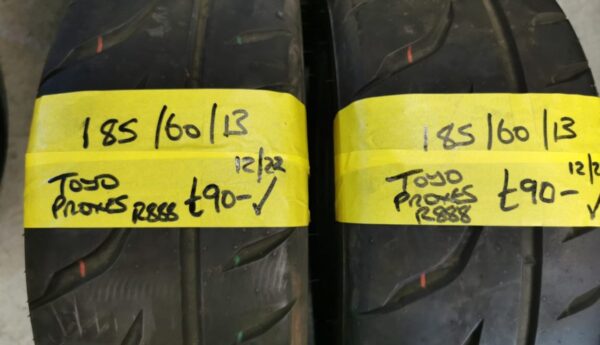 185/60/13
12/22
TOYO
PROXES R888 £90-✓
185/60/13
12/2
TOYO
PROXES
R888 £90-✓